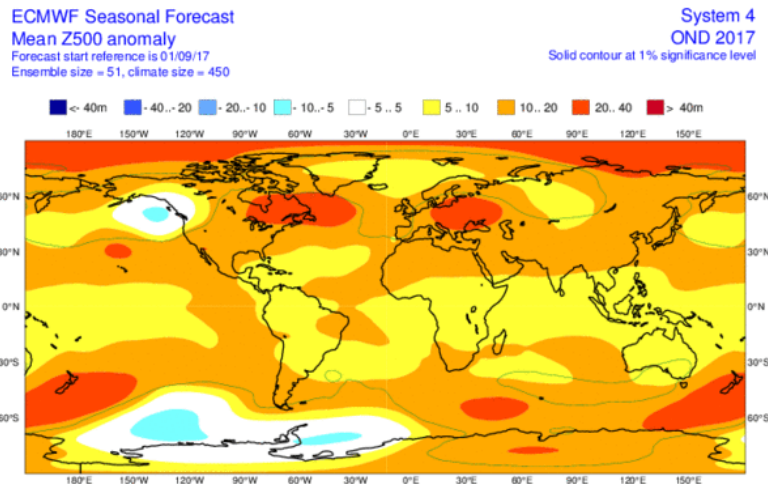 ECMWF Seasonal Forecast
System 4
Mean Z500 anomaly
OND 2017
Forecast start reference is 01/09/17
Solid contour at 1% significance level
Ensemble size = 51, climate size = 450
<- 40m -40..-20 -20..-10 -10..-5 -5..5 5..10 10..20 20..40 > 40m
180°E 150°W 120°W 90°W 60°W 30°W 0°E 30°E 60°E 90°E 120°E 150°E
60°N
30°N 30°N
0°N 0°N
30°S 30°S
60°S 60°S
180°E 150°W 120°W 90°W 60°W 30°W 0°E 30°E 60°E 90°E 120°E 150°E